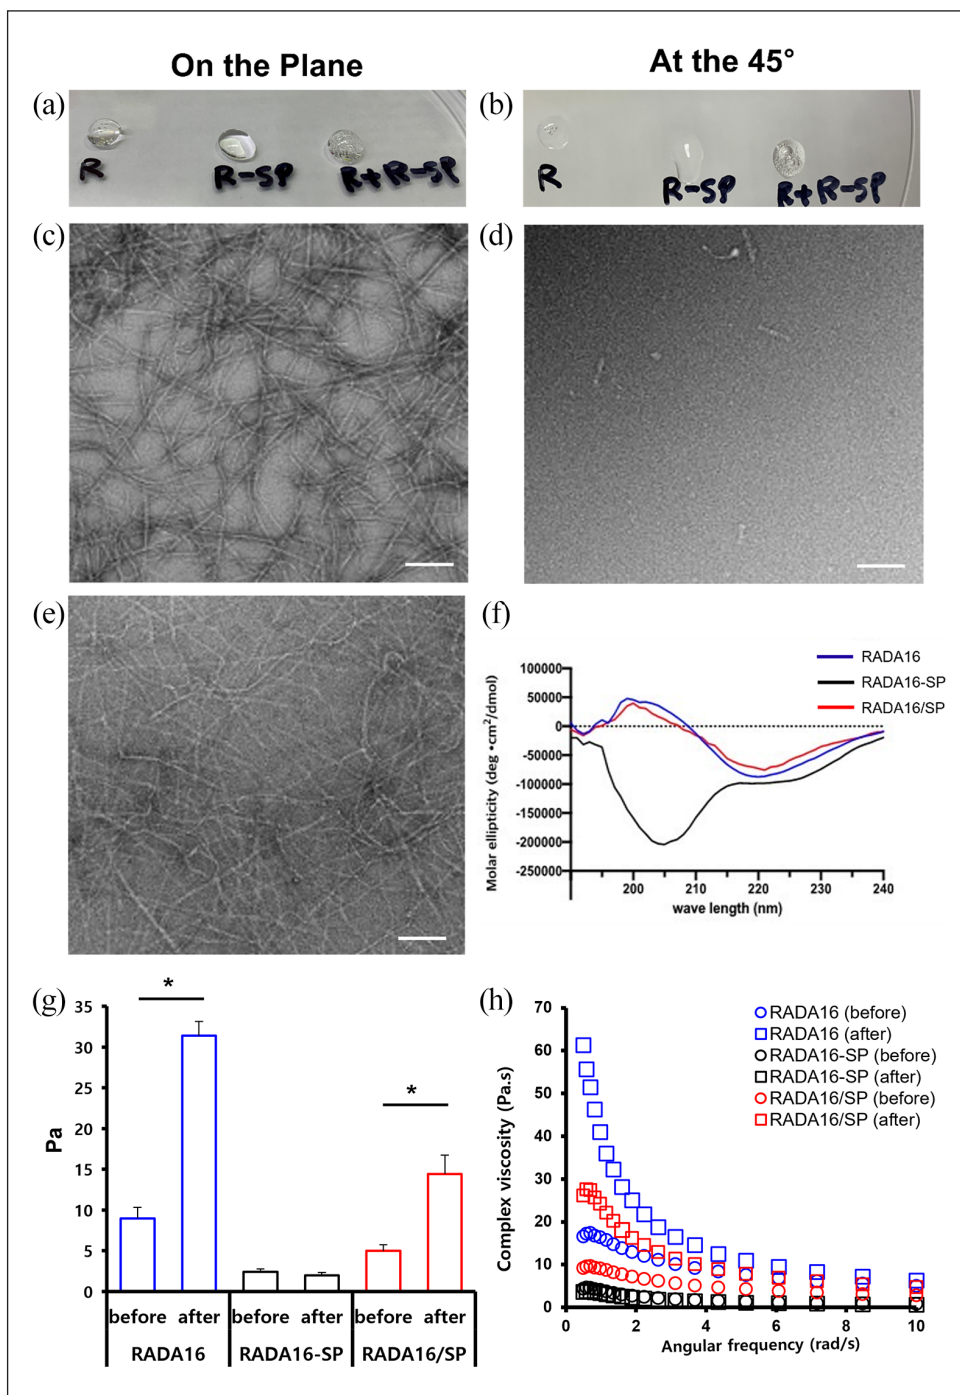 On the Plane
At the 45°
(a)
R
R-SP
R+R-SP
(b)
R
R-SP
R+R-SP
(c)
(d)
(e)
(f)
RADA16
RADA16-SP
RADA16/SP
Molar ellipticity (deg •cm²/dmol)
100000
50000
0
-50000
-100000
-150000
-200000
-250000
200
210
220
230
240
wave length (nm)
(g)
*
*
Pa
35
30
25
20
15
10
5
0
before after before after before after
RADA16 RADA16-SP RADA16/SP
(h)
RADA16 (before)
RADA16 (after)
RADA16-SP (before)
RADA16-SP (after)
RADA16/SP (before)
RADA16/SP (after)
Complex viscosity (Pa.s)
70
60
50
40
30
20
10
0
0 2 4 6 8 10
Angular frequency (rad/s)